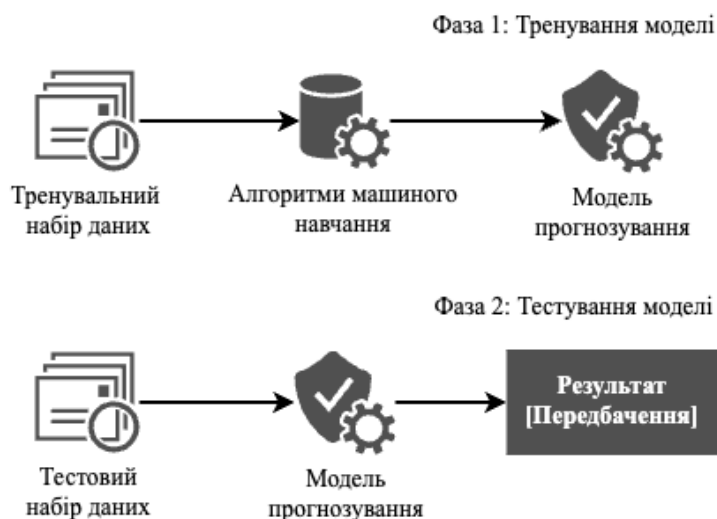 Фаза 1: Тренування моделі
Тренувальний
набір даних
Алгоритми машиного
навчання
Модель
прогнозування
Фаза 2: Тестування моделі
Тестовий
набір даних
Модель
прогнозування
Результат
[Передбачення]